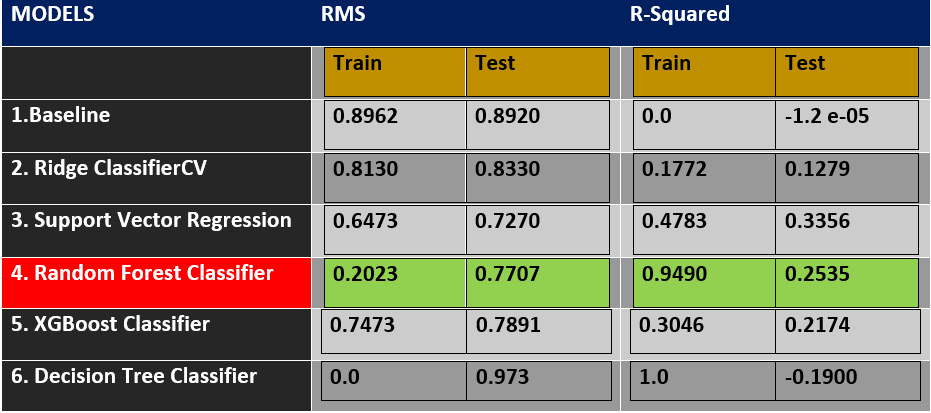 MODELS RMS R-Squared
Train Test Train Test
1.Baseline 0.8962 0.8920 0.0 -1.2 e-05
2. Ridge ClassifierCV 0.8130 0.8330 0.1772 0.1279
3. Support Vector Regression 0.6473 0.7270 0.4783 0.3356
4. Random Forest Classifier 0.2023 0.7707 0.9490 0.2535
5. XGBoost Classifier 0.7473 0.7891 0.3046 0.2174
6. Decision Tree Classifier 0.0 0.973 1.0 -0.1900